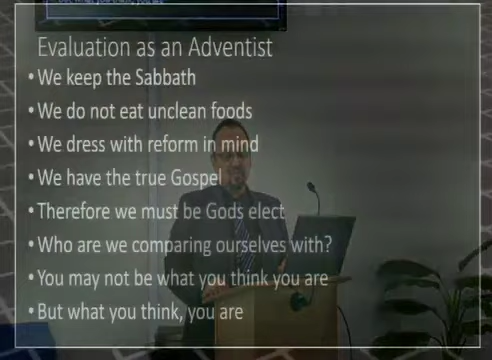 Evaluation as an Adventist
• We keep the Sabbath
• We do not eat unclean foods
• We dress with reform in mind
• We have the true Gospel
• Therefore we must be Gods elect
• Who are we comparing ourselves with?
• You may not be what you think you are
• But what you think, you are